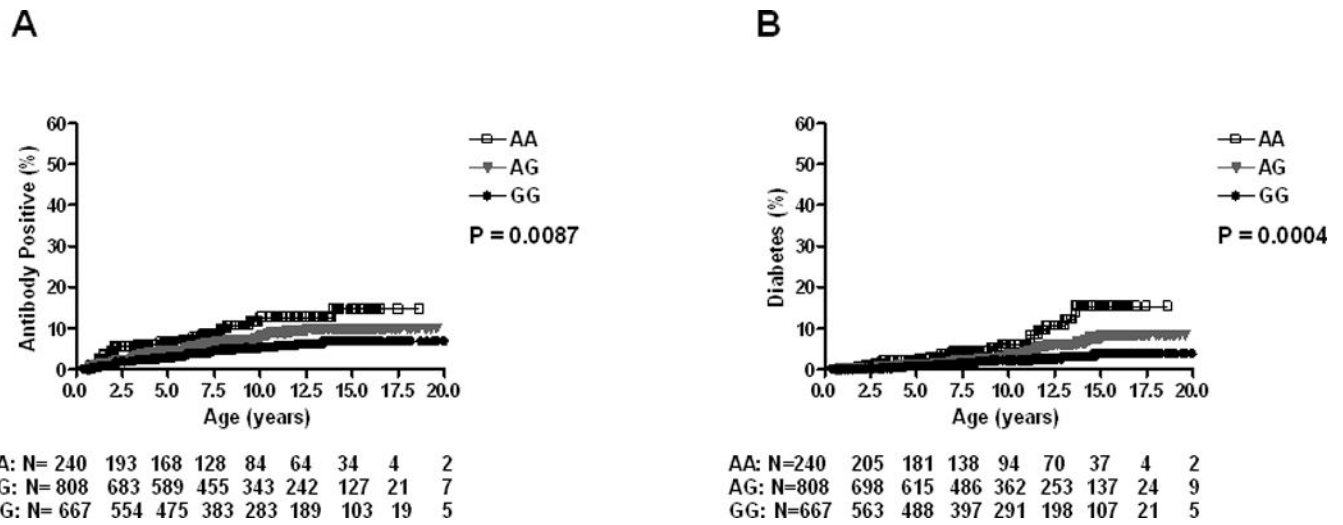 A
60
50
40
30
20
10
0
Antibody Positive (%)
0.0 2.5 5.0 7.5 10.0 12.5 15.0 17.5 20.0
Age (years)
AA
AG
GG
P = 0.0087
A: N= 240 193 168 128 84 64 34 4 2
G: N= 808 683 589 455 343 242 127 21 7
G: N= 667 554 475 383 283 189 103 19 5
B
60
50
40
30
20
10
0
Diabetes (%)
0.0 2.5 5.0 7.5 10.0 12.5 15.0 17.5 20.0
Age (years)
AA
AG
GG
P = 0.0004
AA: N=240 205 181 138 94 70 37 4 2
AG: N=808 698 615 486 362 253 137 24 9
GG: N=667 563 488 397 291 198 107 21 5